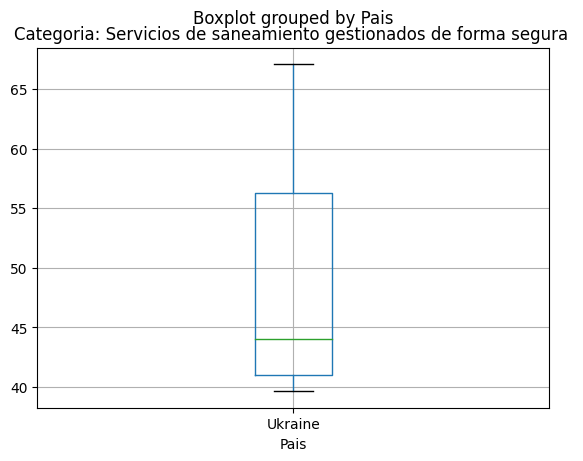 Boxplot grouped by Pais
Categoria: Servicios de saneamiento gestionados de forma segura
65
60
55
50
45
40
Ukraine
Pais